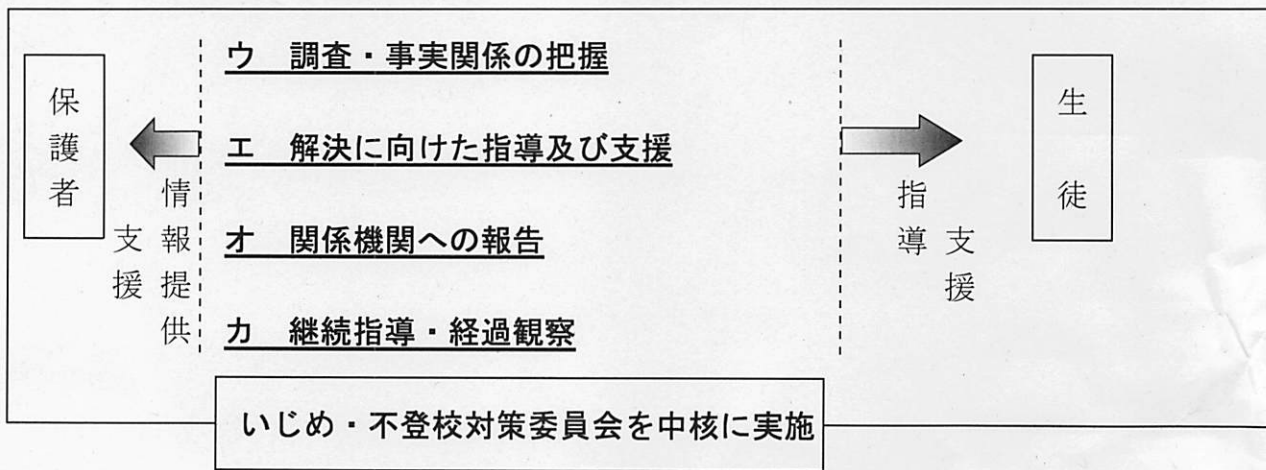 保護者
情報提供
支援
ウ 調査・事実関係の把握
エ 解決に向けた指導及び支援
オ 関係機関への報告
カ 継続指導・経過観察
指導
支援
生徒
いじめ・不登校対策委員会を中核に実施